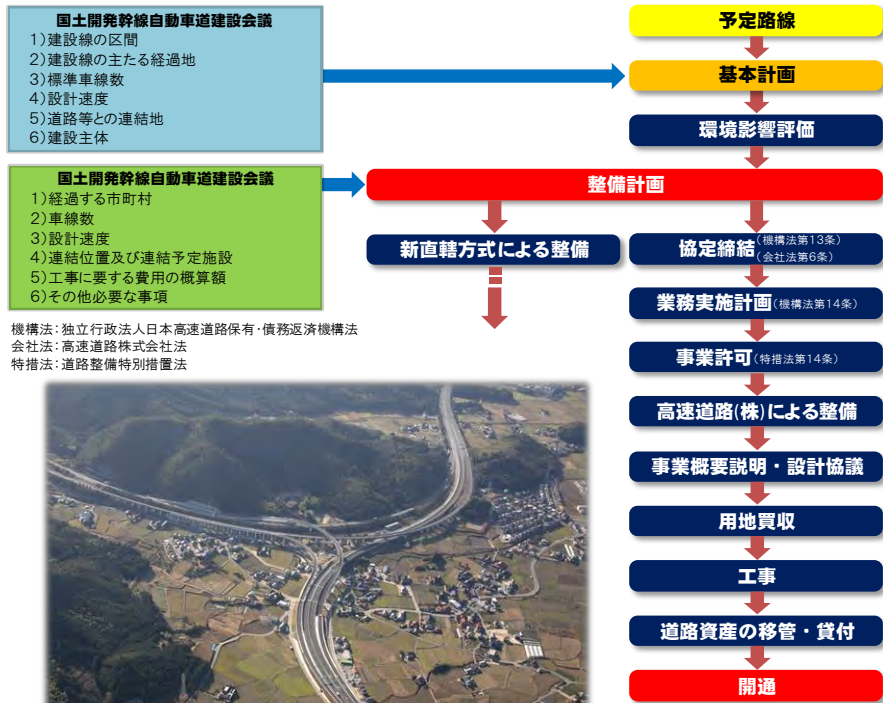 国土開発幹線自動車道建設会議
1)建設線の区間
2)建設線の主たる経過地
3)標準車線数
4)設計速度
5)道路等との連結地
6)建設主体
国土開発幹線自動車道建設会議
1)経過する市町村
2)車線数
3)設計速度
4)連結位置及び連結予定施設
5)工事に要する費用の概算額
6)その他必要な事項
機構法:独立行政法人日本高速道路保有・債務返済機構法
会社法:高速道路株式会社法
特措法:道路整備特別措置法
予定路線
基本計画
環境影響評価
整備計画
新直轄方式による整備
協定締結(機構法第13条)
(会社法第6条)
業務実施計画(機構法第14条)
事業許可(特措法第14条)
高速道路(株)による整備
事業概要説明・設計協議
用地買収
工事
道路資産の移管・貸付
開通